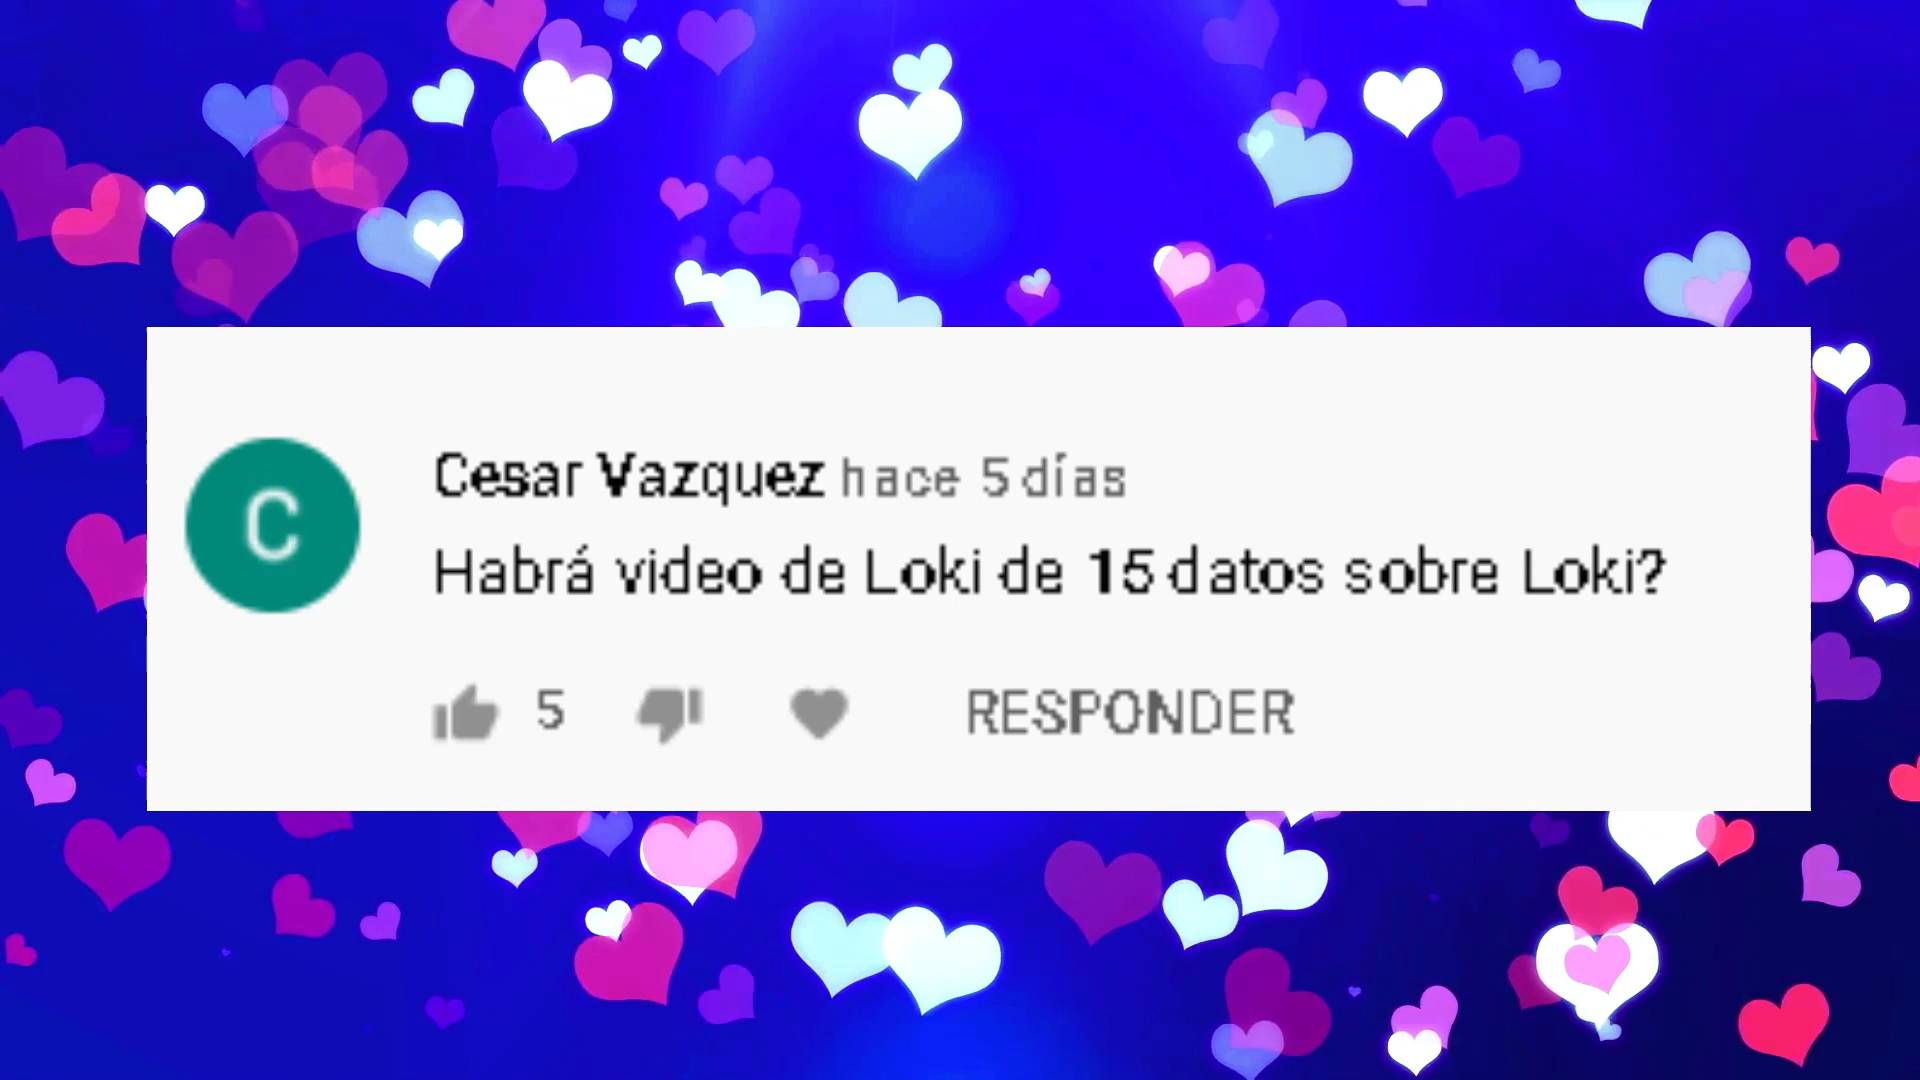 C
Cesar Vazquez hace 5 días
Habrá video de Loki de 15 datos sobre Loki?
5 RESPONDER